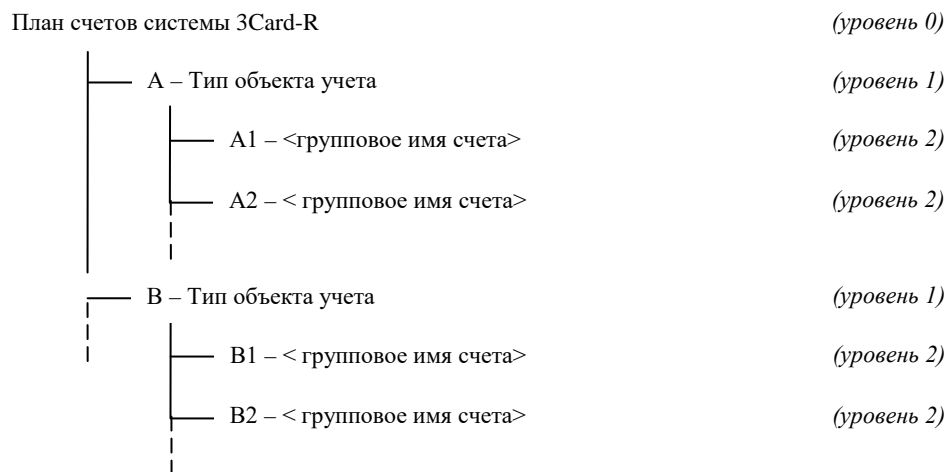 План счетов системы 3Card-R (уровень 0)
А – Тип объекта учета (уровень 1)
А1 – <групповое имя счета> (уровень 2)
А2 – < групповое имя счета> (уровень 2)
В – Тип объекта учета (уровень 1)
В1 – < групповое имя счета> (уровень 2)
В2 – < групповое имя счета> (уровень 2)